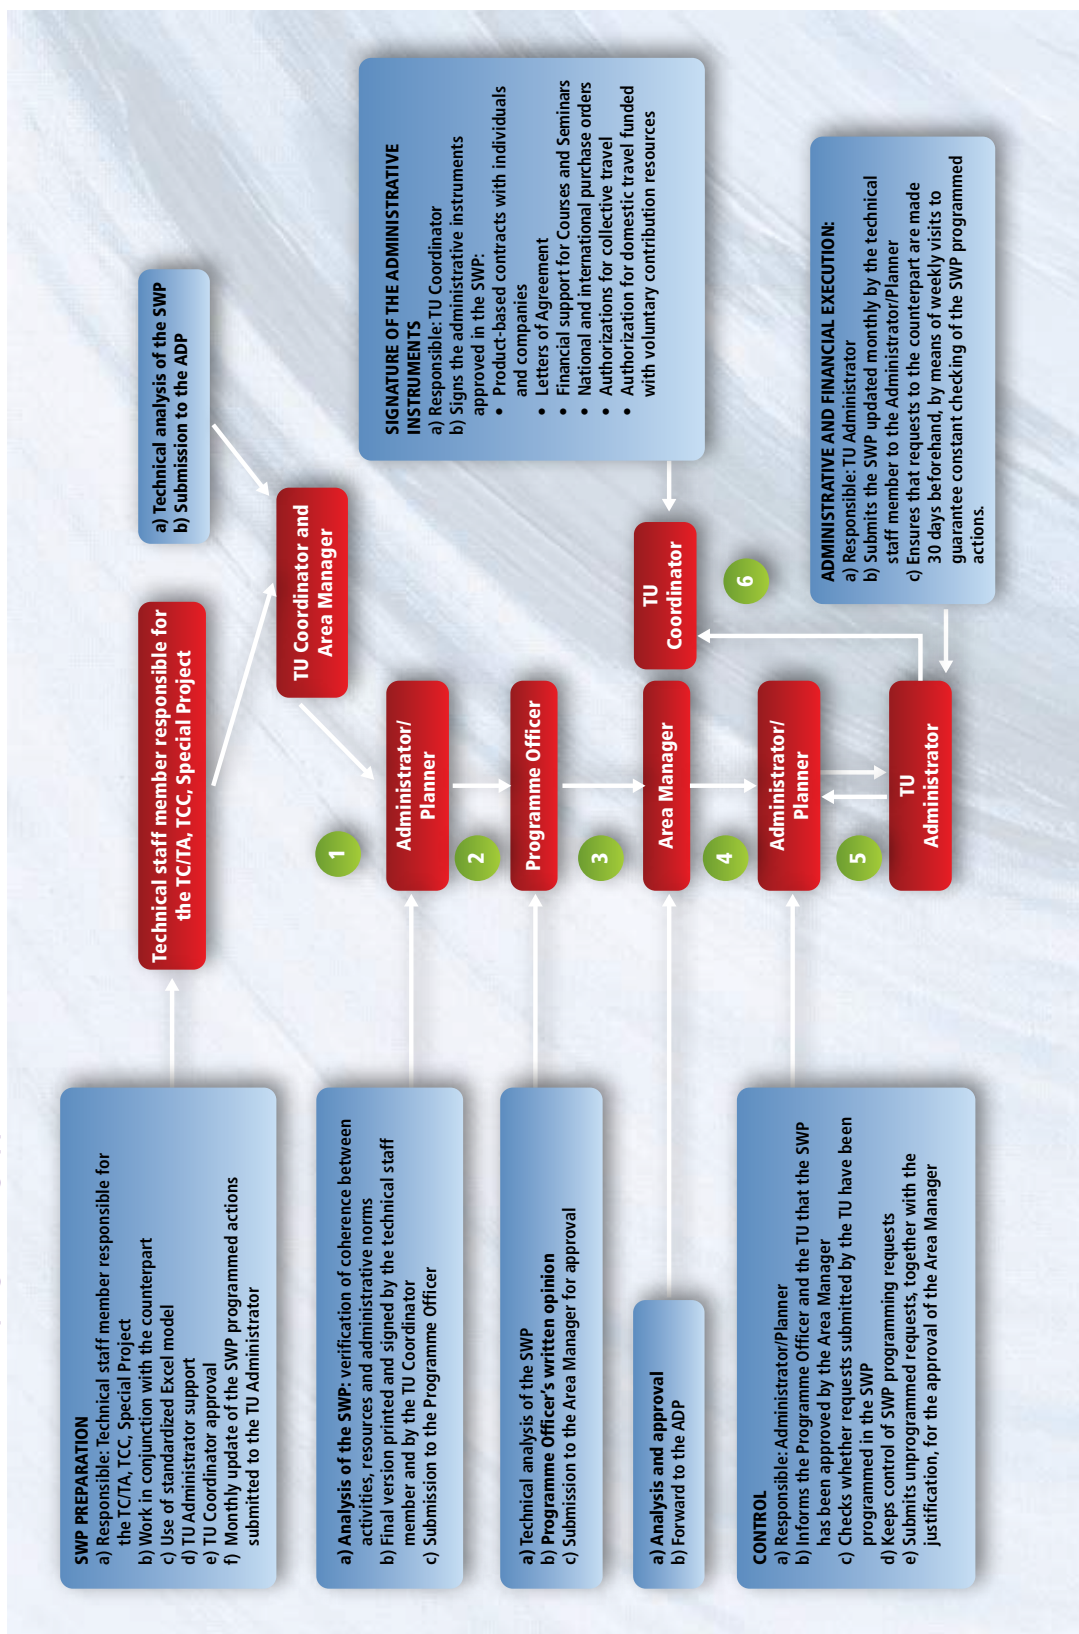 SWP PREPARATION
a) Responsible: Technical staff member responsible for
the TC/TA, TCC, Special Project
b) Work in conjunction with the counterpart
c) Use of standardized Excel model
d) TU Administrator support
e) TU Coordinator approval
f) Monthly update of the SWP programmed actions
submitted to the TU Administrator
Technical staff member responsible for
the TC/TA, TCC, Special Project
a) Technical analysis of the SWP
b) Submission to the ADP
TU Coordinator and
Area Manager
1
a) Analysis of the SWP: verification of coherence between
activities, resources and administrative norms
b) Final version printed and signed by the technical staff
member and by the TU Coordinator
c) Submission to the Programme Officer
Administrator/
Planner
2
a) Technical analysis of the SWP
b) Programme Officer's written opinion
c) Submission to the Area Manager for approval
Programme Officer
3
a) Analysis and approval
b) Forward to the ADP
Area Manager
4
CONTROL
a) Responsible: Administrator/Planner
b) Informs the Programme Officer and the TU that the SWP
has been approved by the Area Manager
c) Checks whether requests submitted by the TU have been
programmed in the SWP
d) Keeps control of SWP programming requests
e) Submits unprogrammed requests, together with the
justification, for the approval of the Area Manager
Administrator/
Planner
5
TU
Administrator
ADMINISTRATIVE AND FINANCIAL EXECUTION:
a) Responsible: TU Administrator
b) Submits the SWP updated monthly by the technical
staff member to the Administrator/Planner
c) Ensures that requests to the counterpart are made
30 days beforehand, by means of weekly visits to
guarantee constant checking of the SWP programmed
actions.
6
TU
Coordinator
SIGNATURE OF THE ADMINISTRATIVE
INSTRUMENTS
a) Responsible: TU Coordinator
b) Signs the administrative instruments
approved in the SWP:
• Product-based contracts with individuals
and companies
• Letters of Agreement
• Financial support for Courses and Seminars
• National and international purchase orders
• Authorizations for collective travel
• Authorization for domestic travel funded
with voluntary contribution resources